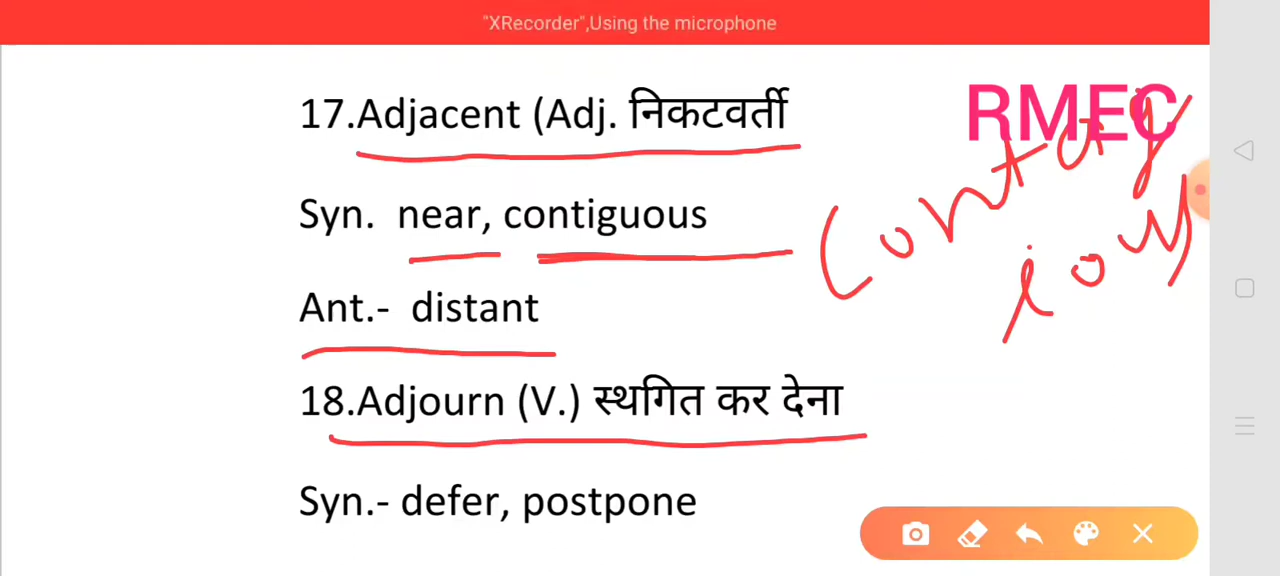 "XRecorder",Using the microphone
17.Adjacent (Adj. निकटवर्ती
RMEC
Syn. near, contiguous
contagious
Ant.- distant
18.Adjourn (V.) स्थगित कर देना
Syn.- defer, postpone